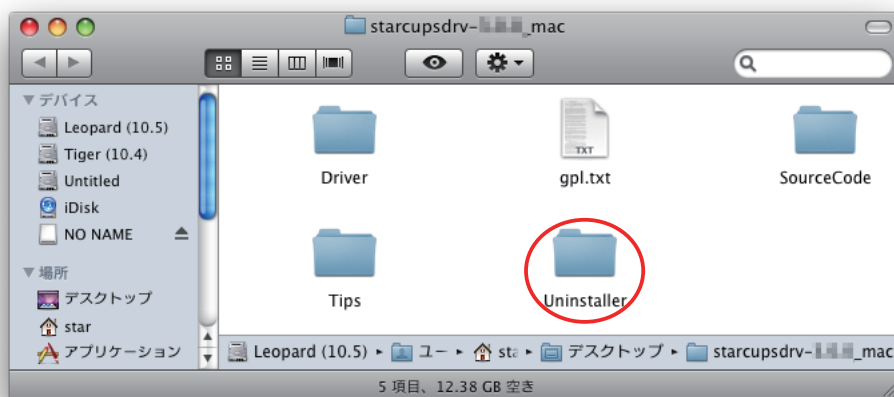 starcupsdrv-_mac
デバイス
Leopard (10.5)
Tiger (10.4)
Untitled
iDisk
NO NAME
場所
デスクトップ
star
アプリケーション
Driver
TXT
gpl.txt
SourceCode
Tips
Uninstaller
Leopard (10.5) ▸ ユー ▸ sta ▸ デスクトップ ▸ starcupsdrv-_mac
5 項目、12.38 GB 空き